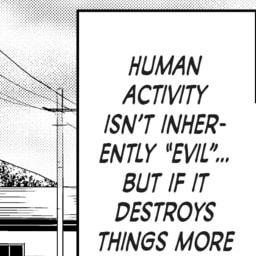 HUMAN
ACTIVITY
ISN'T INHER-
ENTLY "EVIL"...
BUT IF IT
DESTROYS
THINGS MORE